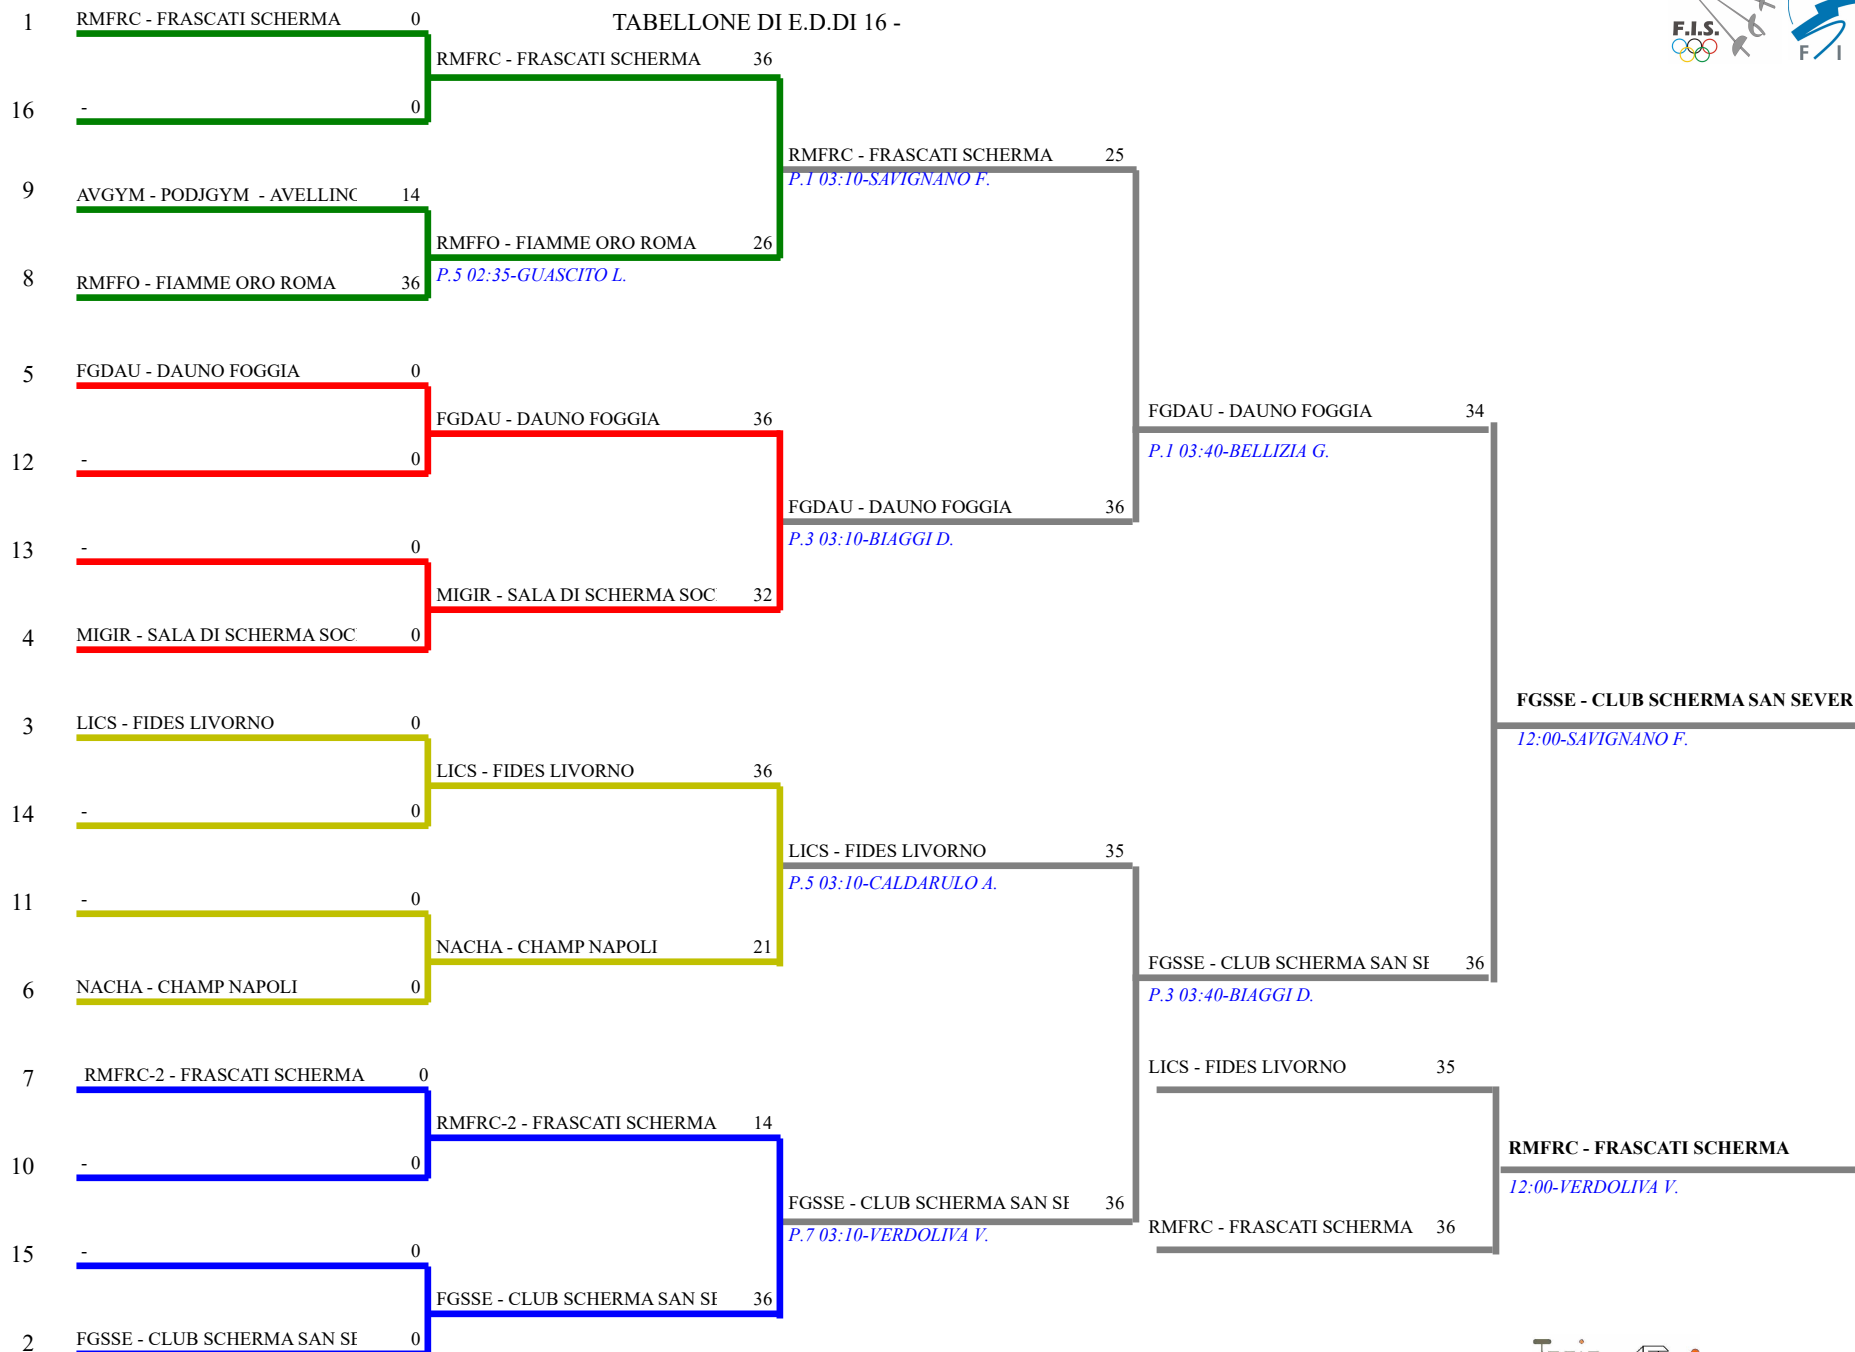 TABELLONE DI E.D.DI 16 -
F.I.S.
F I
1 RMFRC - FRASCATI SCHERMA 0
RMFRC - FRASCATI SCHERMA 36
16 - 0
RMFRC - FRASCATI SCHERMA 25
P.1 03:10-SAVIGNANO F.
9 AVGYM - PODJGYM - AVELLINO 14
RMFFO - FIAMME ORO ROMA 26
P.5 02:35-GUASCITO L.
8 RMFFO - FIAMME ORO ROMA 36
5 FGDAU - DAUNO FOGGIA 0
FGDAU - DAUNO FOGGIA 36
FGDAU - DAUNO FOGGIA 34
P.1 03:40-BELLIZIA G.
12 - 0
FGDAU - DAUNO FOGGIA 36
P.3 03:10-BIAGGI D.
13 - 0
MIGIR - SALA DI SCHERMA SOC 32
4 MIGIR - SALA DI SCHERMA SOC 0
FGSSE - CLUB SCHERMA SAN SEVER
12:00-SAVIGNANO F.
3 LICS - FIDES LIVORNO 0
LICS - FIDES LIVORNO 36
14 - 0
LICS - FIDES LIVORNO 35
P.5 03:10-CALDARULO A.
11 - 0
NACHA - CHAMP NAPOLI 21
FGSSE - CLUB SCHERMA SAN SE 36
P.3 03:40-BIAGGI D.
6 NACHA - CHAMP NAPOLI 0
7 RMFRC-2 - FRASCATI SCHERMA 0
LICS - FIDES LIVORNO 35
RMFRC-2 - FRASCATI SCHERMA 14
RMFRC - FRASCATI SCHERMA
12:00-VERDOLIVA V.
10 - 0
FGSSE - CLUB SCHERMA SAN SE 36
P.7 03:10-VERDOLIVA V.
RMFRC - FRASCATI SCHERMA 36
15 - 0
FGSSE - CLUB SCHERMA SAN SE 36
2 FGSSE - CLUB SCHERMA SAN SE 0